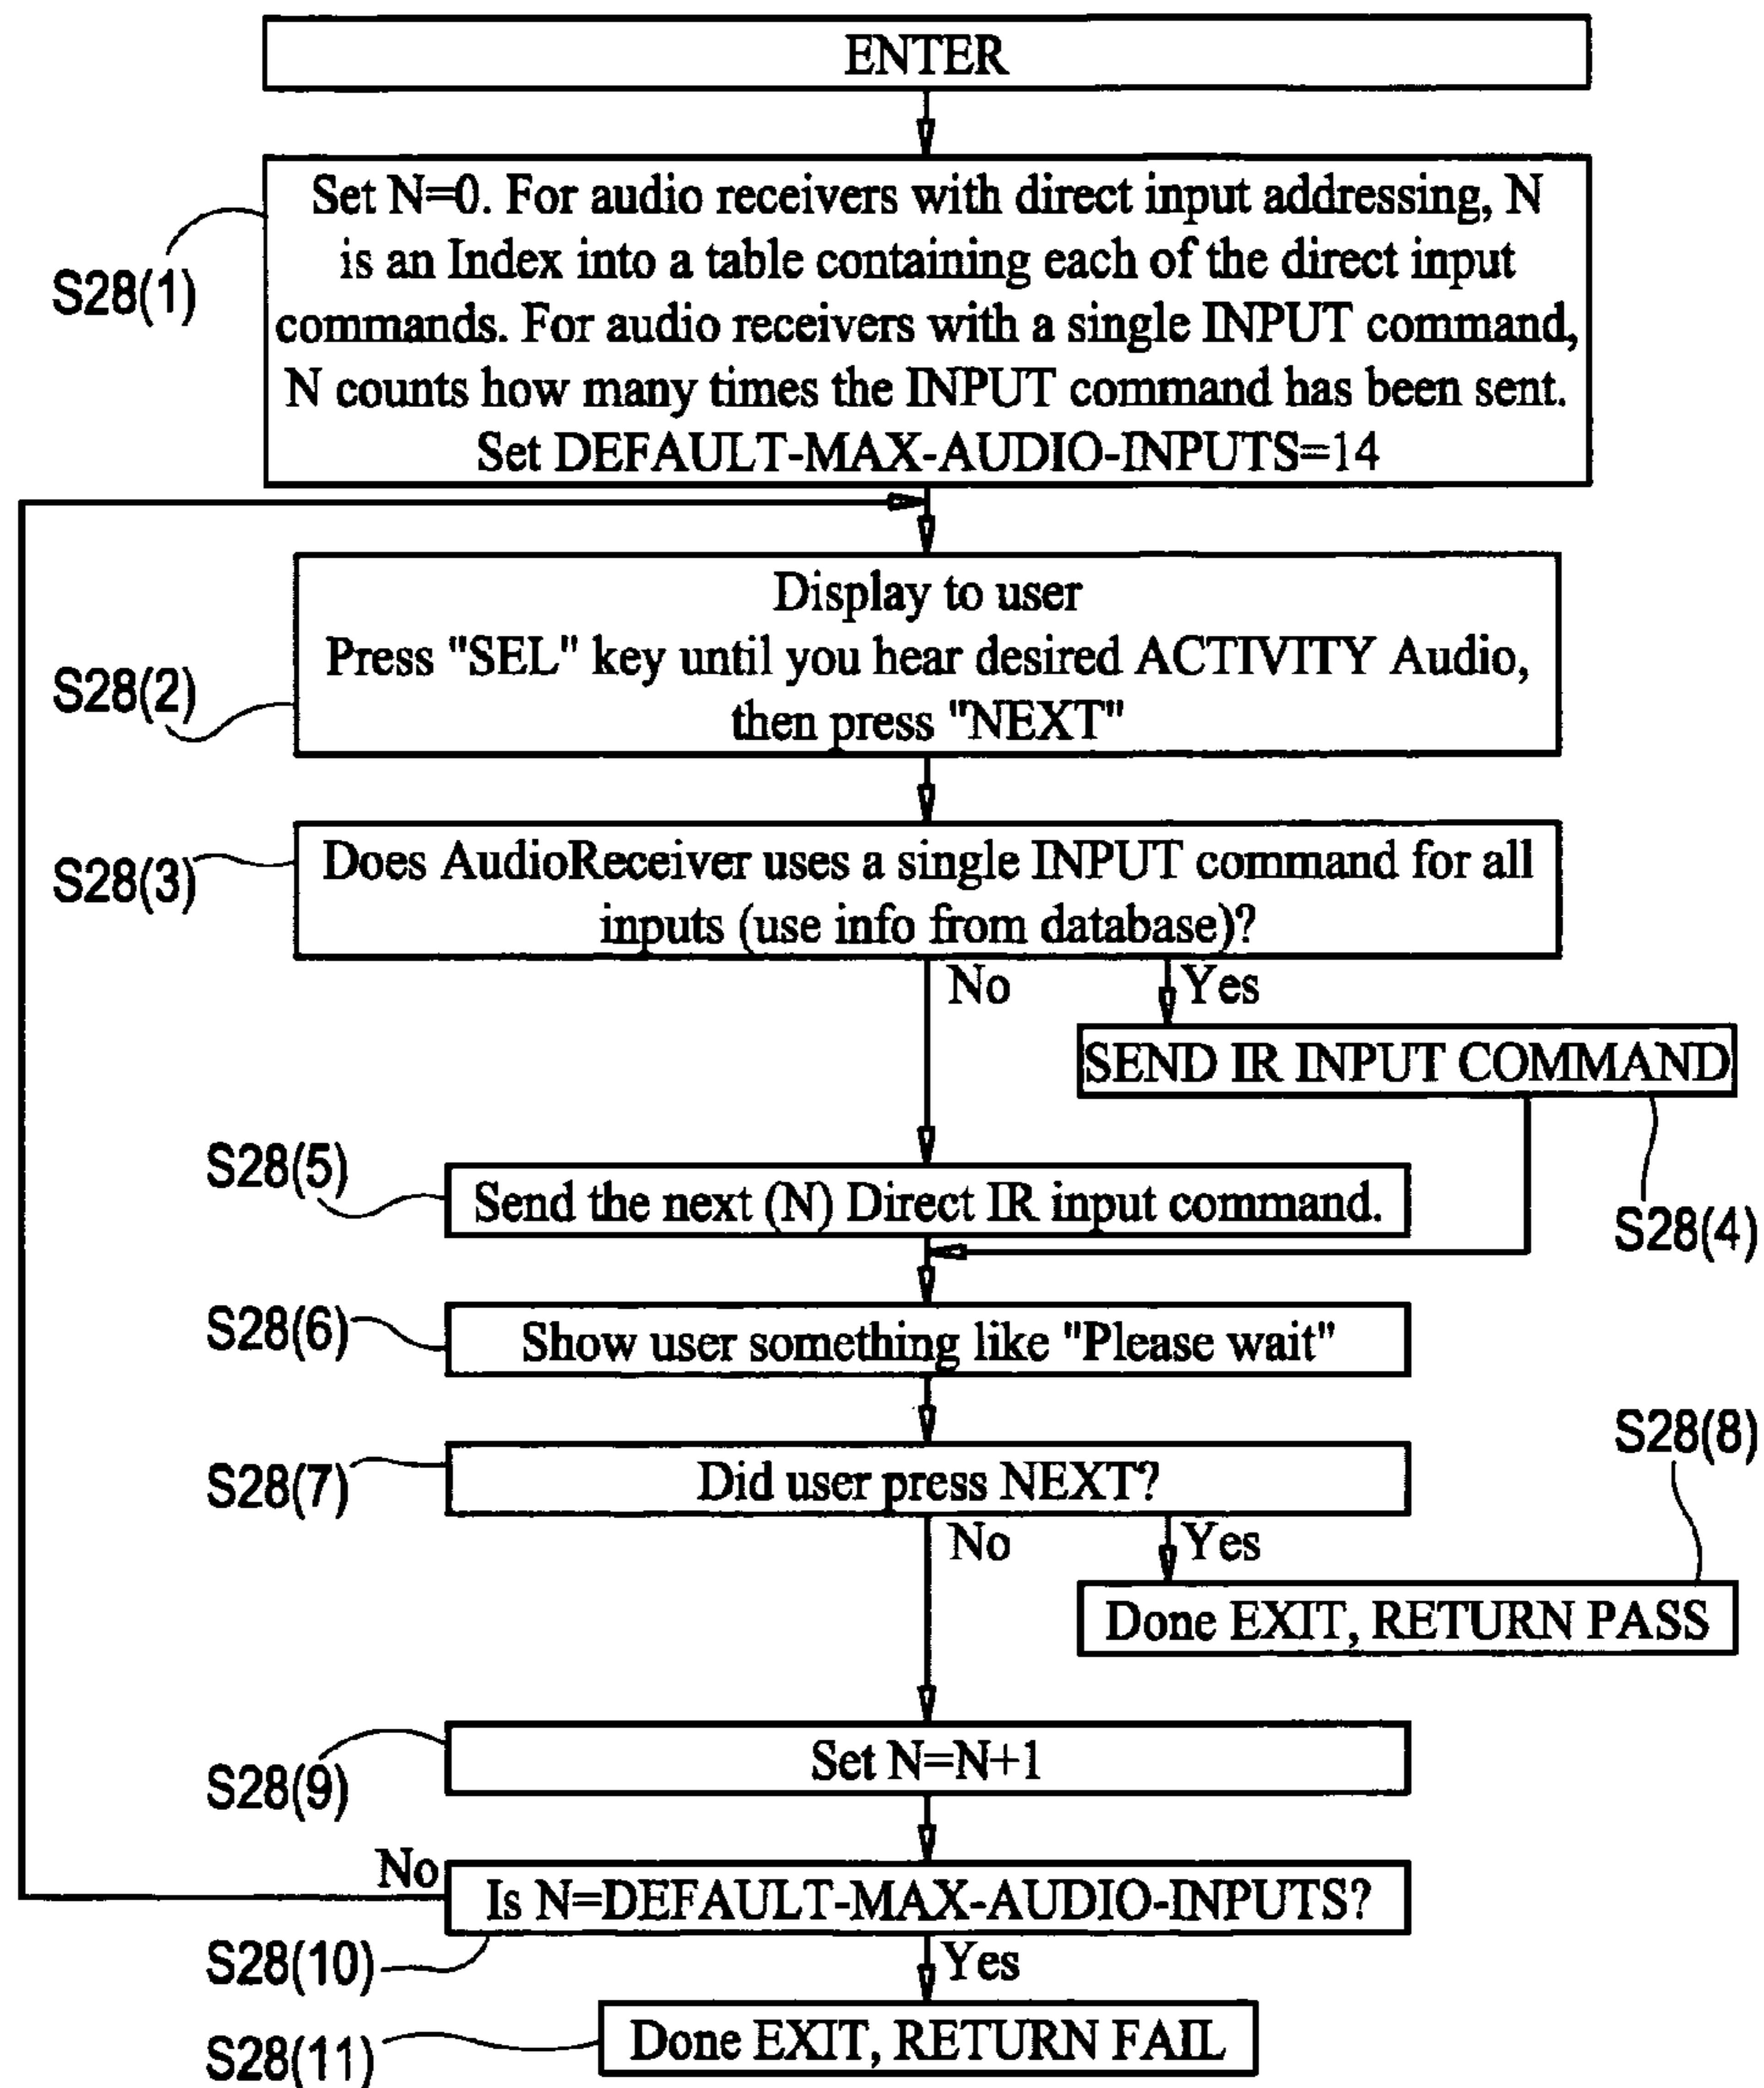 ENTER
Set N=0. For audio receivers with direct input addressing, N
is an Index into a table containing each of the direct input
commands. For audio receivers with a single INPUT command,
N counts how many times the INPUT command has been sent.
Set DEFAULT-MAX-AUDIO-INPUTS=14
S28(1)
Display to user
Press "SEL" key until you hear desired ACTIVITY Audio,
then press "NEXT"
S28(2)
Does AudioReceiver uses a single INPUT command for all
inputs (use info from database)?
S28(3)
No
Yes
SEND IR INPUT COMMAND
S28(4)
S28(5)
Send the next (N) Direct IR input command.
S28(6)
Show user something like "Please wait"
S28(7)
Did user press NEXT?
S28(8)
No
Yes
Done EXIT, RETURN PASS
S28(9)
Set N=N+1
No
Is N=DEFAULT-MAX-AUDIO-INPUTS?
S28(10)
Yes
S28(11)
Done EXIT, RETURN FAIL